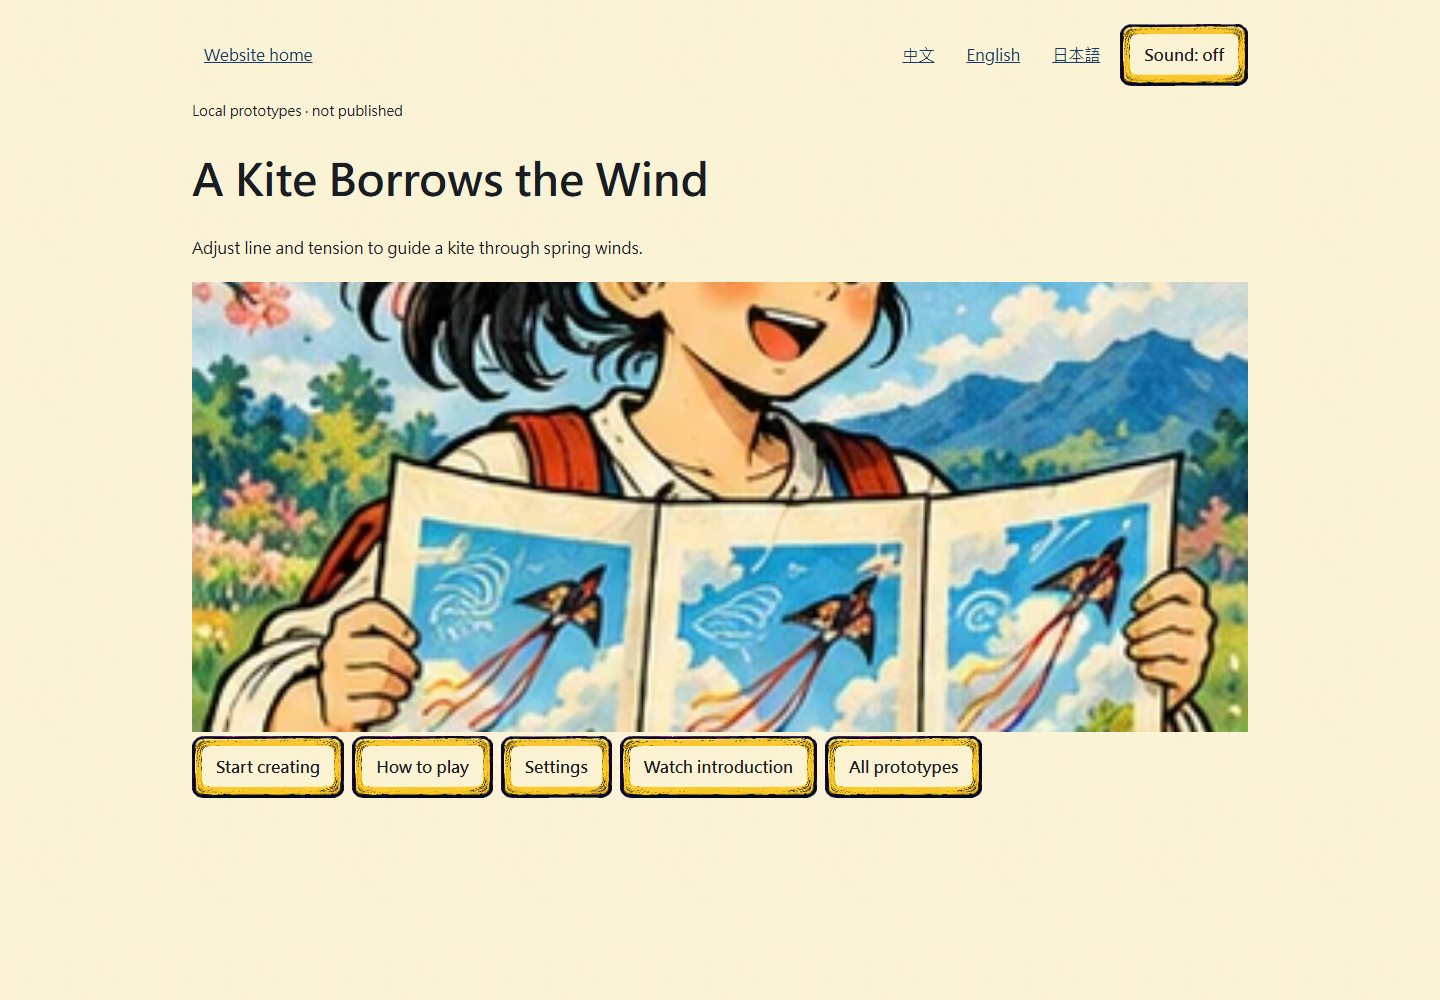 Website home
中文 English 日本語 Sound: off
Local prototypes · not published
A Kite Borrows the Wind
Adjust line and tension to guide a kite through spring winds.
Start creating How to play Settings Watch introduction All prototypes